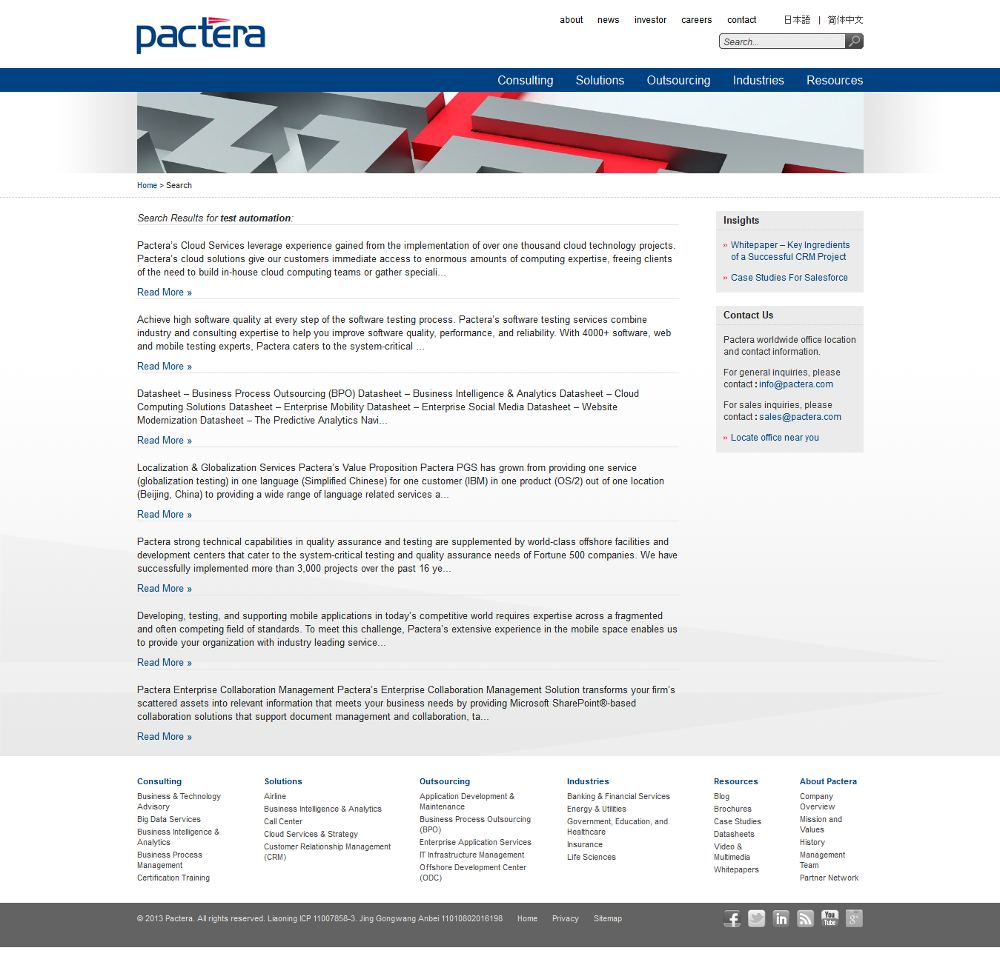 pactera
about news investor careers contact 日本語 | 简体中文
Search...
Consulting Solutions Outsourcing Industries Resources
Home > Search
Search Results for test automation:
Pactera’s Cloud Services leverage experience gained from the implementation of over one thousand cloud technology projects.
Pactera’s cloud solutions give our customers immediate access to enormous amounts of computing expertise, freeing clients
of the need to build in-house cloud computing teams or gather speciali...
Read More »
Achieve high software quality at every step of the software testing process. Pactera’s software testing services combine
industry and consulting expertise to help you improve software quality, performance, and reliability. With 4000+ software, web
and mobile testing experts, Pactera caters to the system-critical ...
Read More »
Datasheet – Business Process Outsourcing (BPO) Datasheet – Business Intelligence & Analytics Datasheet – Cloud
Computing Solutions Datasheet – Enterprise Mobility Datasheet – Enterprise Social Media Datasheet – Website
Modernization Datasheet – The Predictive Analytics Navi...
Read More »
Localization & Globalization Services Pactera’s Value Proposition Pactera PGS has grown from providing one service
(globalization testing) in one language (Simplified Chinese) for one customer (IBM) in one product (OS/2) out of one location
(Beijing, China) to providing a wide range of language related services a...
Read More »
Pactera strong technical capabilities in quality assurance and testing are supplemented by world-class offshore facilities and
development centers that cater to the system-critical testing and quality assurance needs of Fortune 500 companies. We have
successfully implemented more than 3,000 projects over the past 16 ye...
Read More »
Developing, testing, and supporting mobile applications in today’s competitive world requires expertise across a fragmented
and often competing field of standards. To meet this challenge, Pactera’s extensive experience in the mobile space enables us
to provide your organization with industry leading service...
Read More »
Pactera Enterprise Collaboration Management Pactera’s Enterprise Collaboration Management Solution transforms your firm’s
scattered assets into relevant information that meets your business needs by providing Microsoft SharePoint®-based
collaboration solutions that support document management and collaboration, ta...
Read More »
Insights
» Whitepaper – Key Ingredients
of a Successful CRM Project
» Case Studies For Salesforce
Contact Us
Pactera worldwide office location
and contact information.
For general inquiries, please
contact : info@pactera.com
For sales inquiries, please
contact : sales@pactera.com
» Locate office near you
Consulting
Business & Technology
Advisory
Big Data Services
Business Intelligence &
Analytics
Business Process
Management
Certification Training
Solutions
Airline
Business Intelligence & Analytics
Call Center
Cloud Services & Strategy
Customer Relationship Management
(CRM)
Outsourcing
Application Development &
Maintenance
Business Process Outsourcing
(BPO)
Enterprise Application Services
IT Infrastructure Management
Offshore Development Center
(ODC)
Industries
Banking & Financial Services
Energy & Utilities
Government, Education, and
Healthcare
Insurance
Life Sciences
Resources
Blog
Brochures
Case Studies
Datasheets
Video &
Multimedia
Whitepapers
About Pactera
Company
Overview
Mission and
Values
History
Management
Team
Partner Network
© 2013 Pactera. All rights reserved. Liaoning ICP 11007858-3. Jing Gongwang Anbei 11010802016198 Home Privacy Sitemap
f in You Tube g+